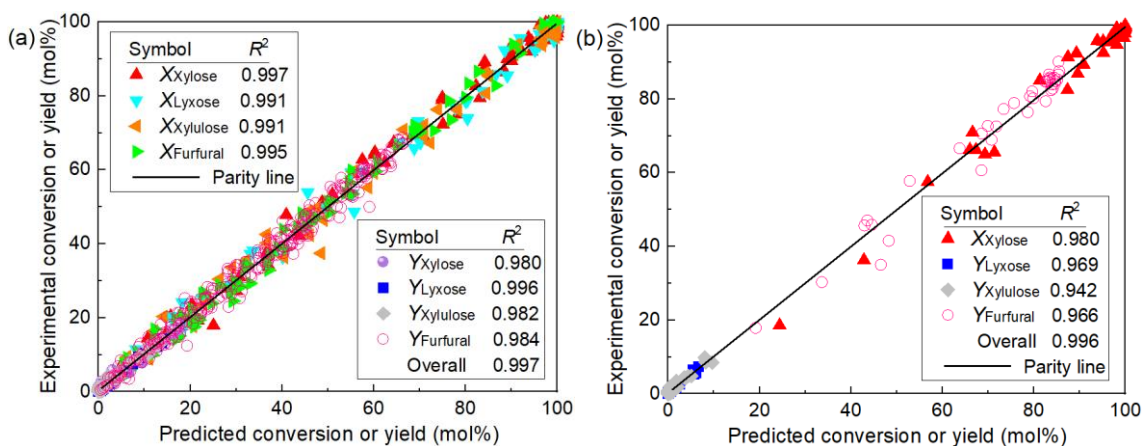 (a)
Experimental conversion or yield (mol%)
100
80
60
40
20
0
Symbol R²
XXylose 0.997
XLyxose 0.991
XXylulose 0.991
XFurfural 0.995
Parity line
Symbol R²
YXylose 0.980
YLyxose 0.996
YXylulose 0.982
YFurfural 0.984
Overall 0.997
0 20 40 60 80 100
Predicted conversion or yield (mol%)
(b)
Experimental conversion or yield (mol%)
100
80
60
40
20
0
Symbol R²
XXylose 0.980
YLyxose 0.969
YXylulose 0.942
YFurfural 0.966
Overall 0.996
Parity line
0 20 40 60 80 100
Predicted conversion or yield (mol%)